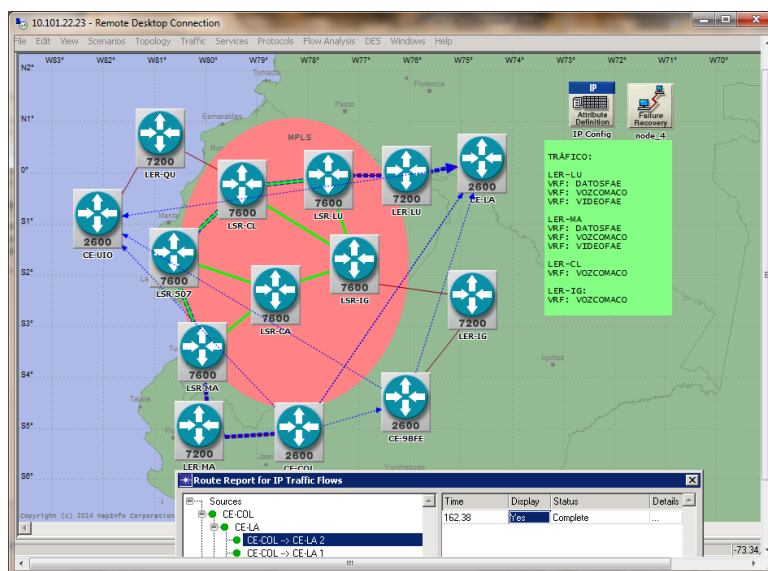 10.101.22.23 - Remote Desktop Connection
File Edit View Scenarios Topology Traffic Services Protocols Flow Analysis DES Windows Help
W83° W82° W81° W80° W79° W78° W77° W76° W75° W74° W73° W72° W71° W70°
N2°
Florencia
Pasto
Esmeraldas
IP
Attribute
Definition
IP Config
Failure
Recovery
node_4
N1°
MPLS
7200
LER-QU
TRÁFICO:
LER-LU
VRF: DATOSFAE
VRF: VOZCOMACO
VRF: VIDEOFAE
LER-MA
VRF: DATOSFAE
VRF: VOZCOMACO
VRF: VIDEOFAE
LER-CL
VRF: VOZCOMACO
LER-IG:
VRF: VOZCOMACO
0°
7600
LSR-CL
7600
LSR-LU
7200
LER-LU
2600
CE-LA
S1°
Manta
2600
CE-UIO
S2°
7600
LSR-507
7600
LSR-IG
7600
LSR-CA
7200
LER-IG
S3°
Iquitos
7600
LSR-MA
S4°
2600
CE-9BFE
S5°
7200
LER-MA
2600
CE-COL
Jaen
Yurimaguas
S6°
Route Report for IP Traffic Flows
Sources
CE-COL
CE-LA
CE-COL --> CE-LA 2
CE-COL --> CE-LA 1
Time Display Status Details
162.38 Yes Complete ...
Copyright (c) 2014 MapInfo Corporation
-73.34,